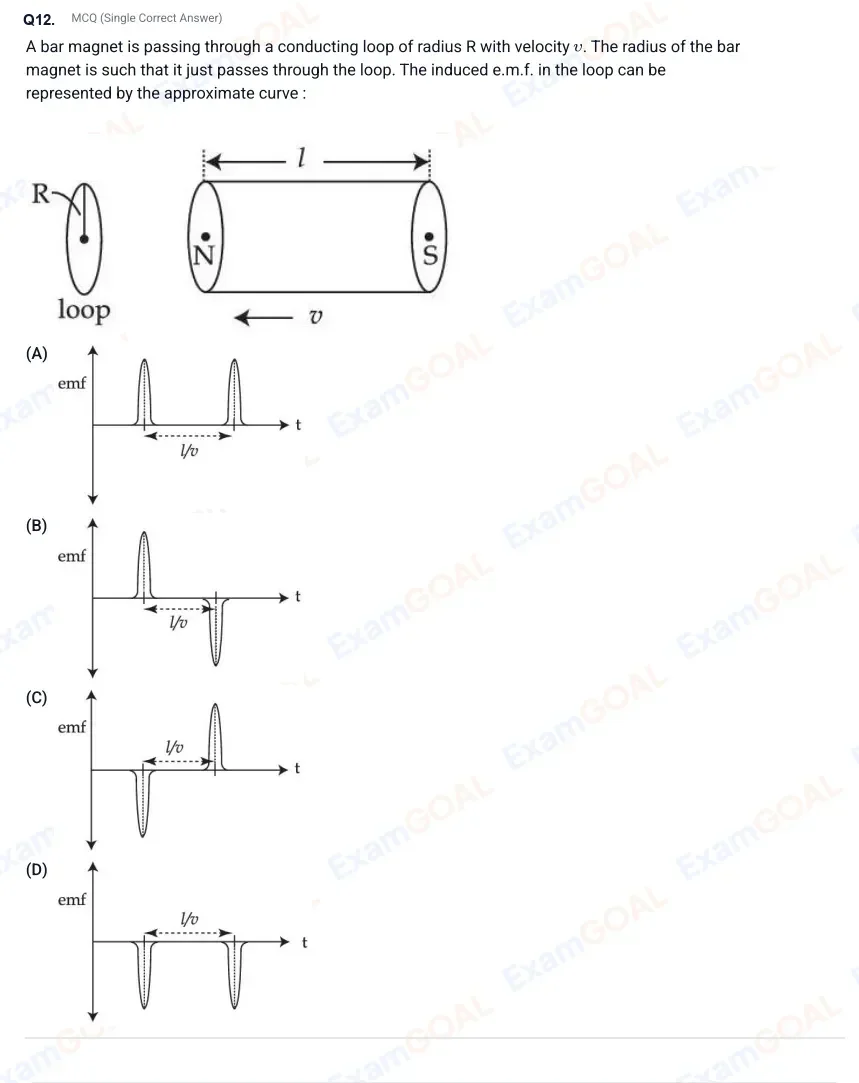 Q12. MCQ (Single Correct Answer)
A bar magnet is passing through a conducting loop of radius R with velocity v. The radius of the bar
magnet is such that it just passes through the loop. The induced e.m.f. in the loop can be
represented by the approximate curve :
l
R
N
S
loop
v
(A)
emf
t
l/v
(B)
emf
t
l/v
(C)
emf
l/v
t
(D)
emf
l/v
t
ExamGOAL